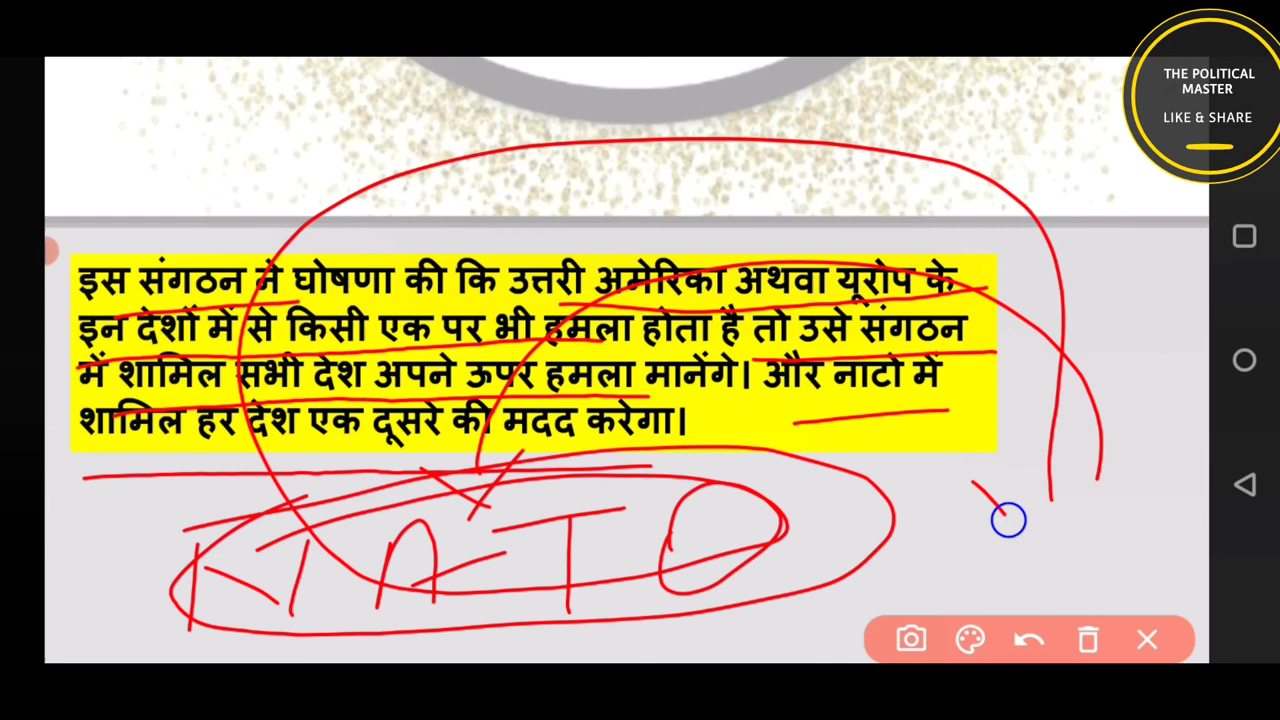 THE POLITICAL
MASTER
LIKE & SHARE
इस संगठन ने घोषणा की कि उत्तरी अमेरिका अथवा यूरोप के
इन देशों में से किसी एक पर भी हमला होता है तो उसे संगठन
में शामिल सभी देश अपने ऊपर हमला मानेंगे। और नाटो में
शामिल हर देश एक दूसरे की मदद करेगा।
NATO